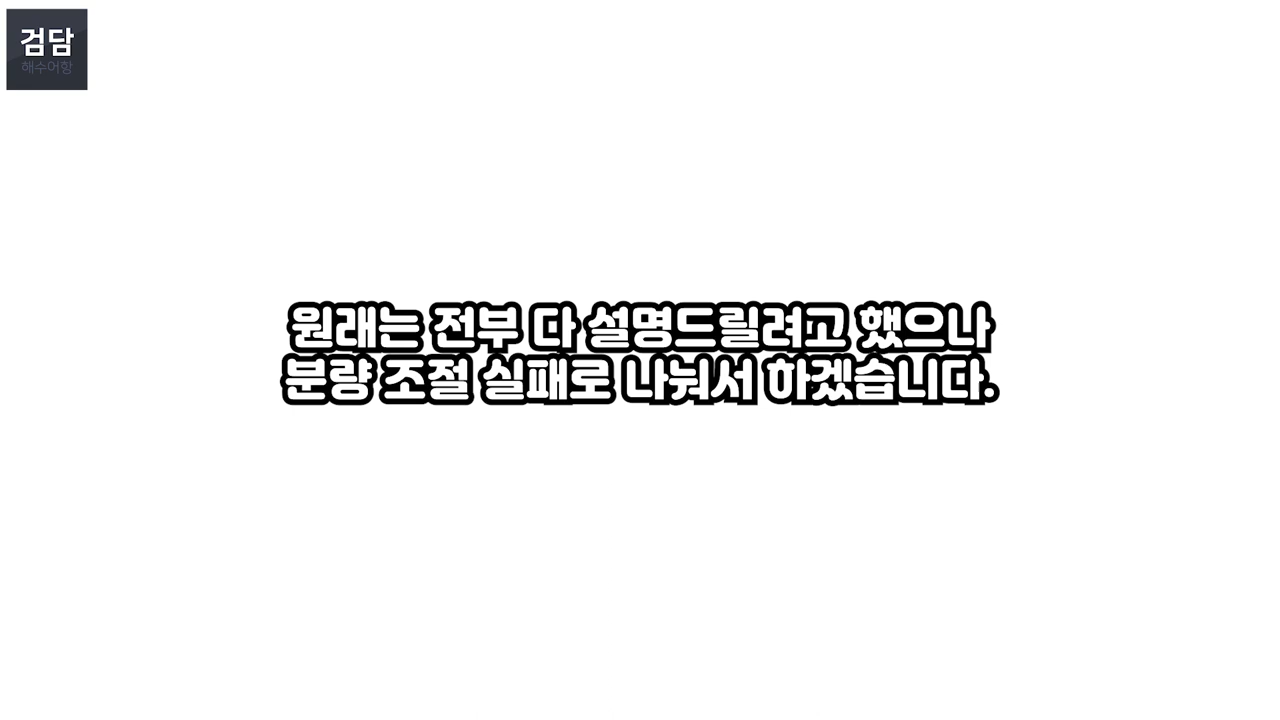 검담
해수어항
원래는 전부 다 설명드릴려고 했으나
분량 조절 실패로 나눠서 하겠습니다.